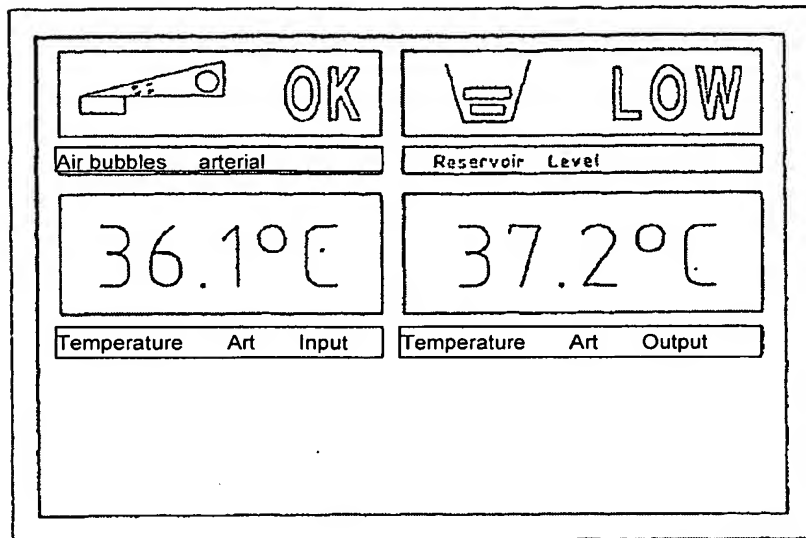 OK
LOW
Air bubbles arterial
Reservoir Level
36.1°C
37.2°C
Temperature Art Input
Temperature Art Output